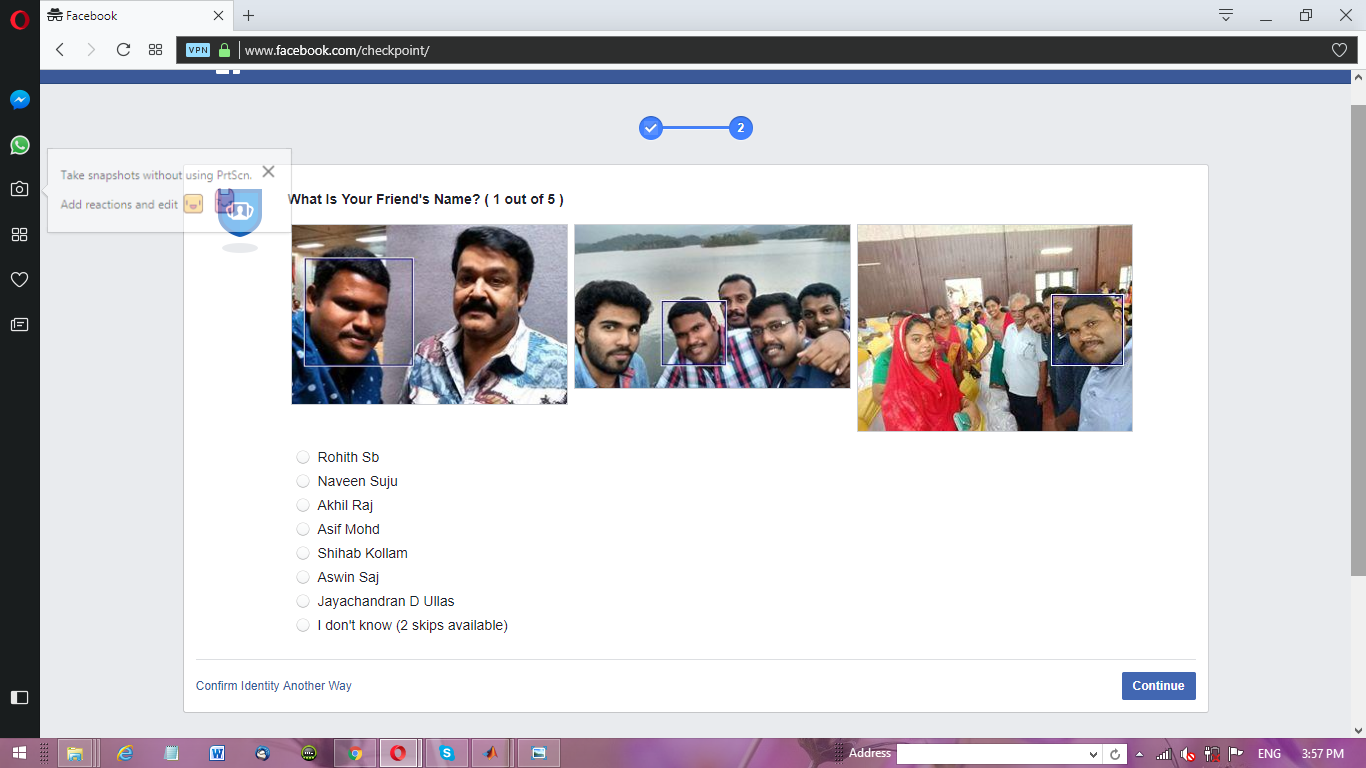 Facebook
VPN
www.facebook.com/checkpoint/
2
Take snapshots without using PrtScn.
Add reactions and edit
What Is Your Friend's Name? ( 1 out of 5 )
Rohith Sb
Naveen Suju
Akhil Raj
Asif Mohd
Shihab Kollam
Aswin Saj
Jayachandran D Ullas
I don't know (2 skips available)
Confirm Identity Another Way
Continue
Address
ENG
3:57 PM